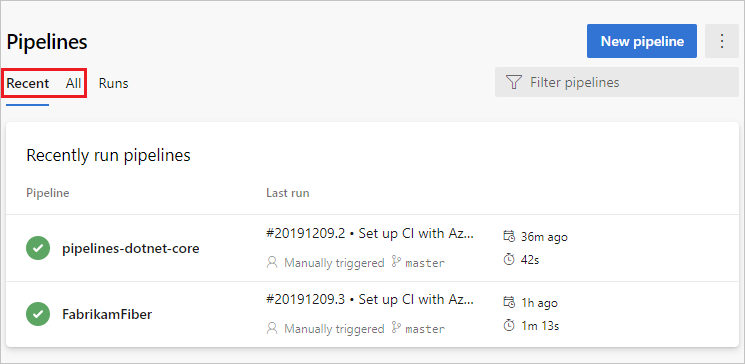 Pipelines
New pipeline
Recent All Runs
Filter pipelines
Recently run pipelines
Pipeline Last run
pipelines-dotnet-core
#20191209.2 • Set up CI with Az...
Manually triggered master
36m ago
42s
FabrikamFiber
#20191209.3 • Set up CI with Az...
Manually triggered master
1h ago
1m 13s